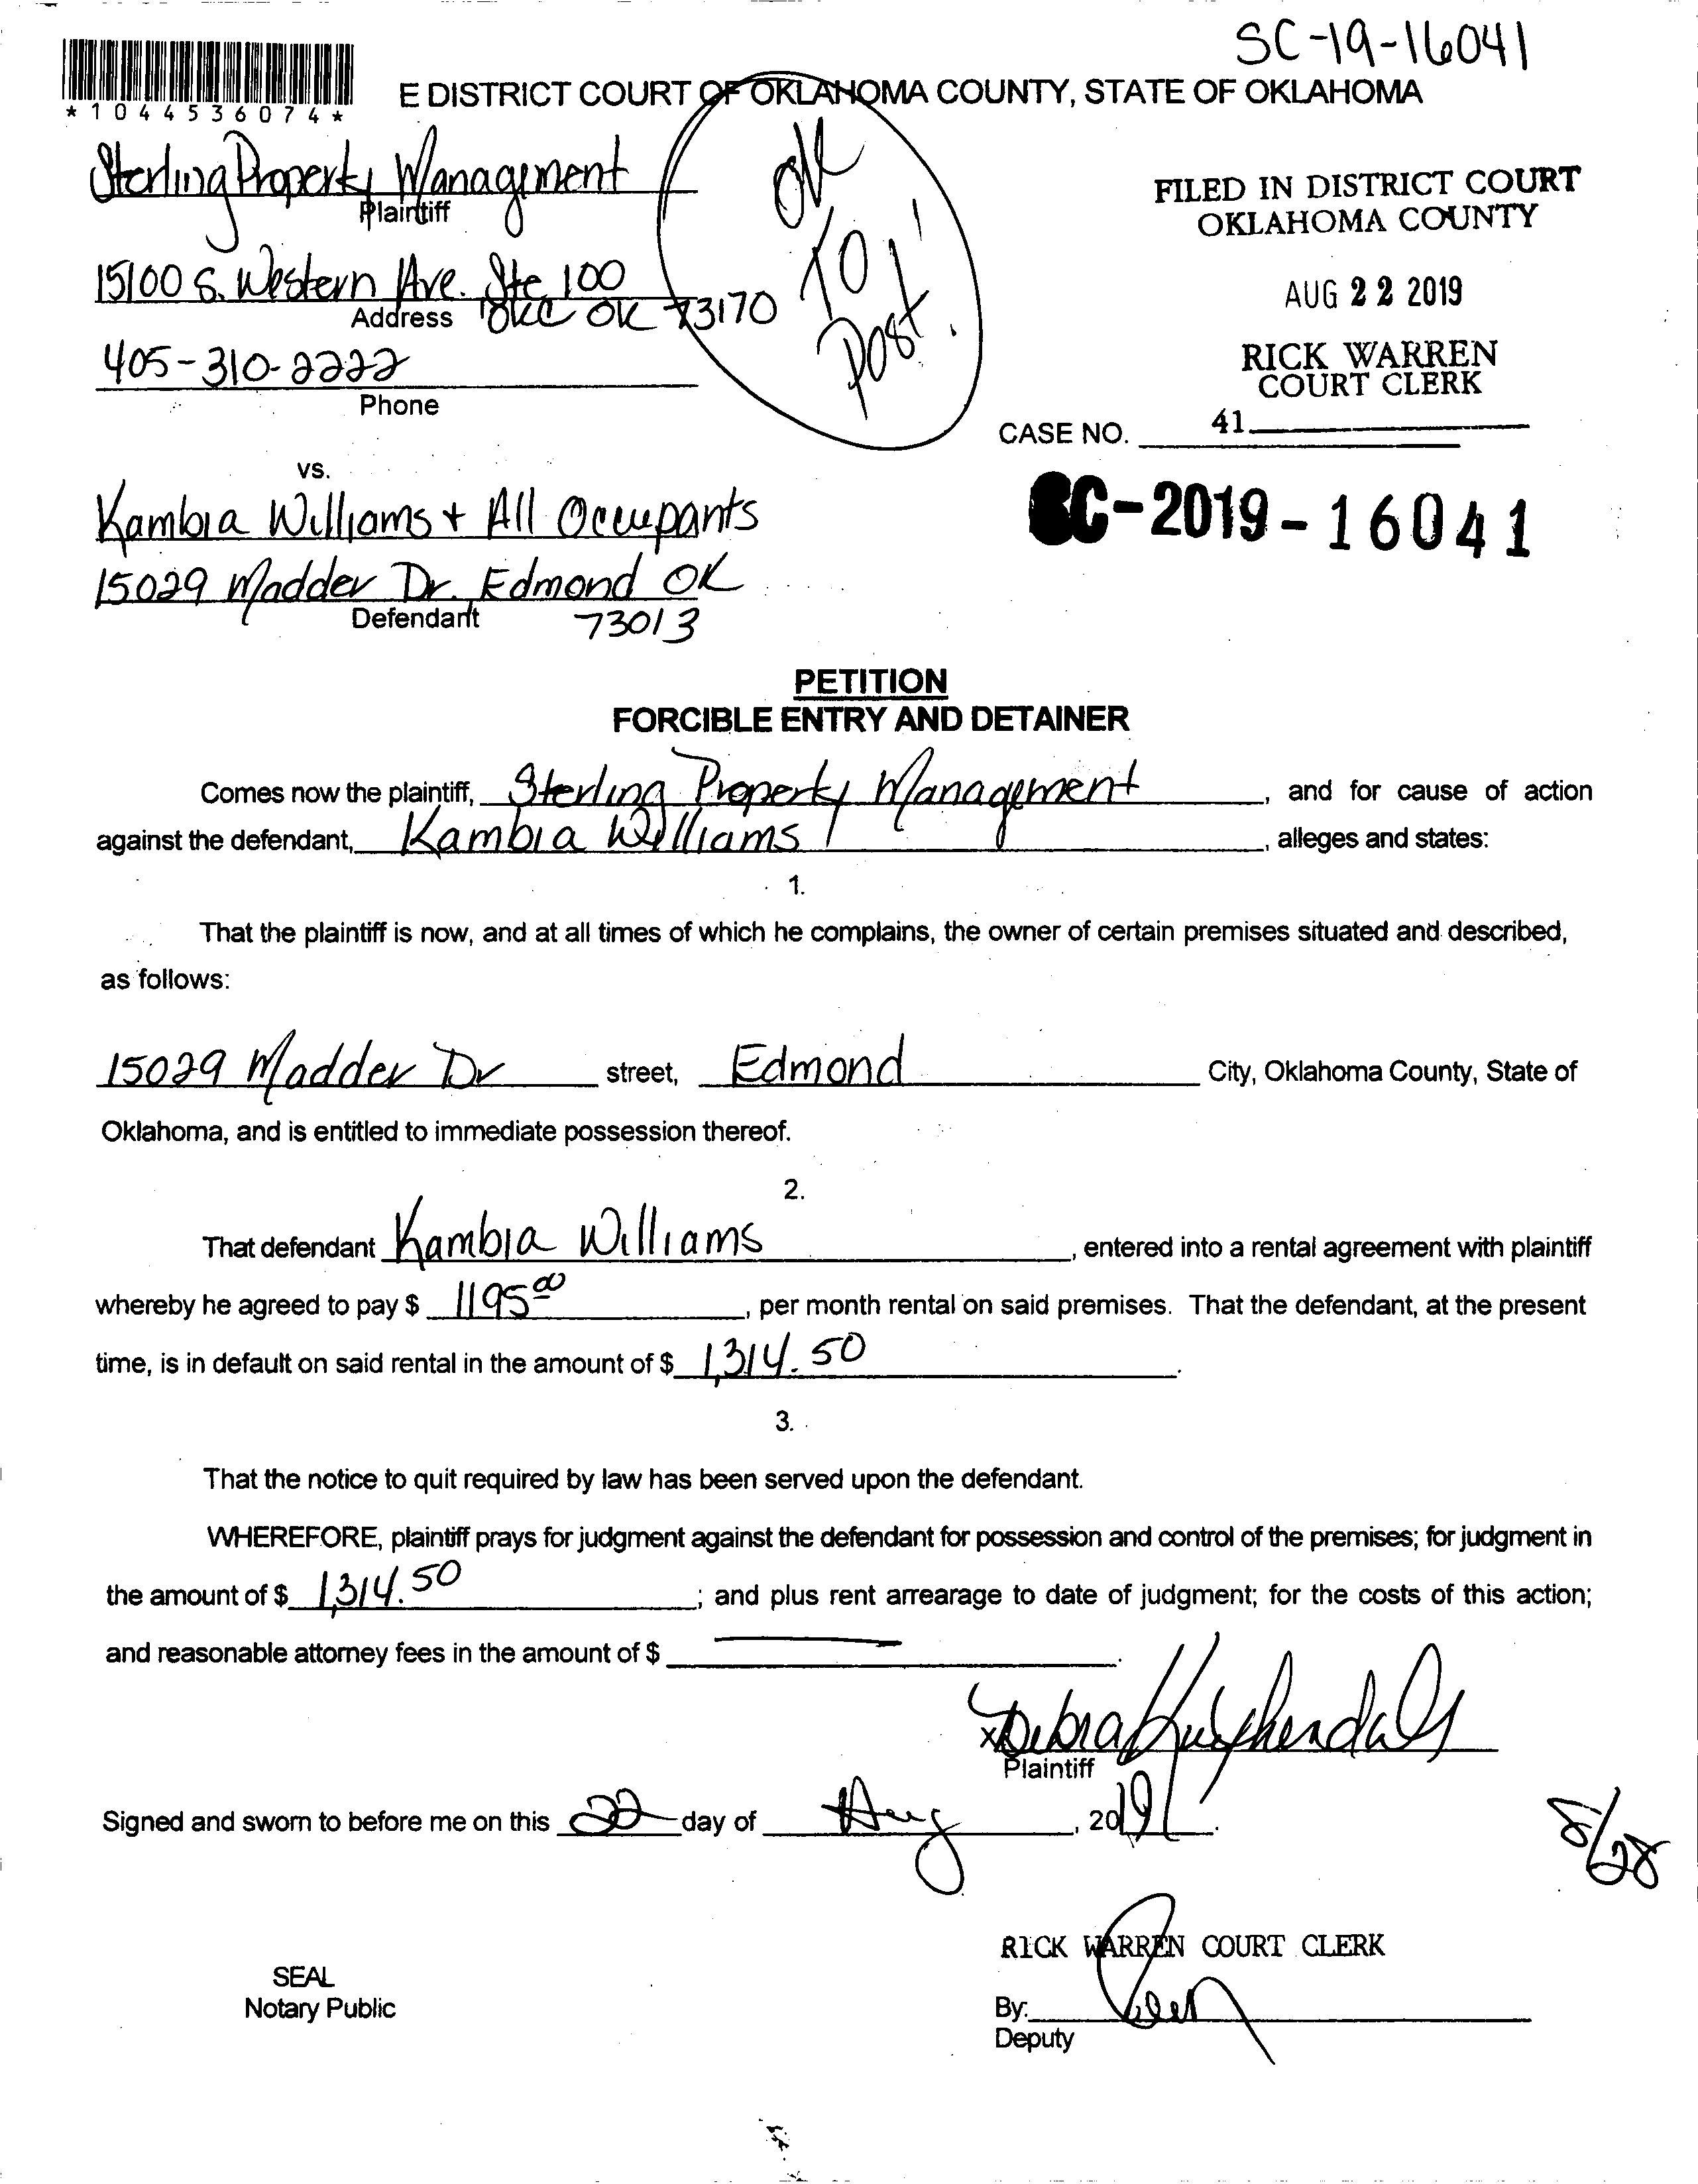 SC-19-16041
*1044536074*
E DISTRICT COURT OF OKLAHOMA COUNTY, STATE OF OKLAHOMA
Sterling Property Management
Plaintiff
OK
TO
Post!
FILED IN DISTRICT COURT
OKLAHOMA COUNTY
15100 S. Western Ave. Ste 100
Address OKC OK 73170
AUG 22 2019
405-310-2222
Phone
RICK WARREN
COURT CLERK
CASE NO. 41
vs.
Kambia Williams + All Occupants
SC-2019-16041
15029 Madder Dr. Edmond OK
Defendant 73013
PETITION
FORCIBLE ENTRY AND DETAINER
Comes now the plaintiff, Sterling Property Management, and for cause of action
against the defendant, Kambia Williams, alleges and states:
1.
That the plaintiff is now, and at all times of which he complains, the owner of certain premises situated and described,
as follows:
15029 Madder Dr street, Edmond City, Oklahoma County, State of
Oklahoma, and is entitled to immediate possession thereof.
2.
That defendant Kambia Williams, entered into a rental agreement with plaintiff
whereby he agreed to pay $ 1195.00, per month rental on said premises. That the defendant, at the present
time, is in default on said rental in the amount of $ 1,314.50.
3.
That the notice to quit required by law has been served upon the defendant.
WHEREFORE, plaintiff prays for judgment against the defendant for possession and control of the premises; for judgment in
the amount of $ 1,314.50; and plus rent arrearage to date of judgment; for the costs of this action;
and reasonable attorney fees in the amount of $ .
x Debra
Plaintiff
Signed and sworn to before me on this 22 day of Aug, 2019.
8/28
RICK WARREN COURT CLERK
SEAL
Notary Public
By:
Deputy